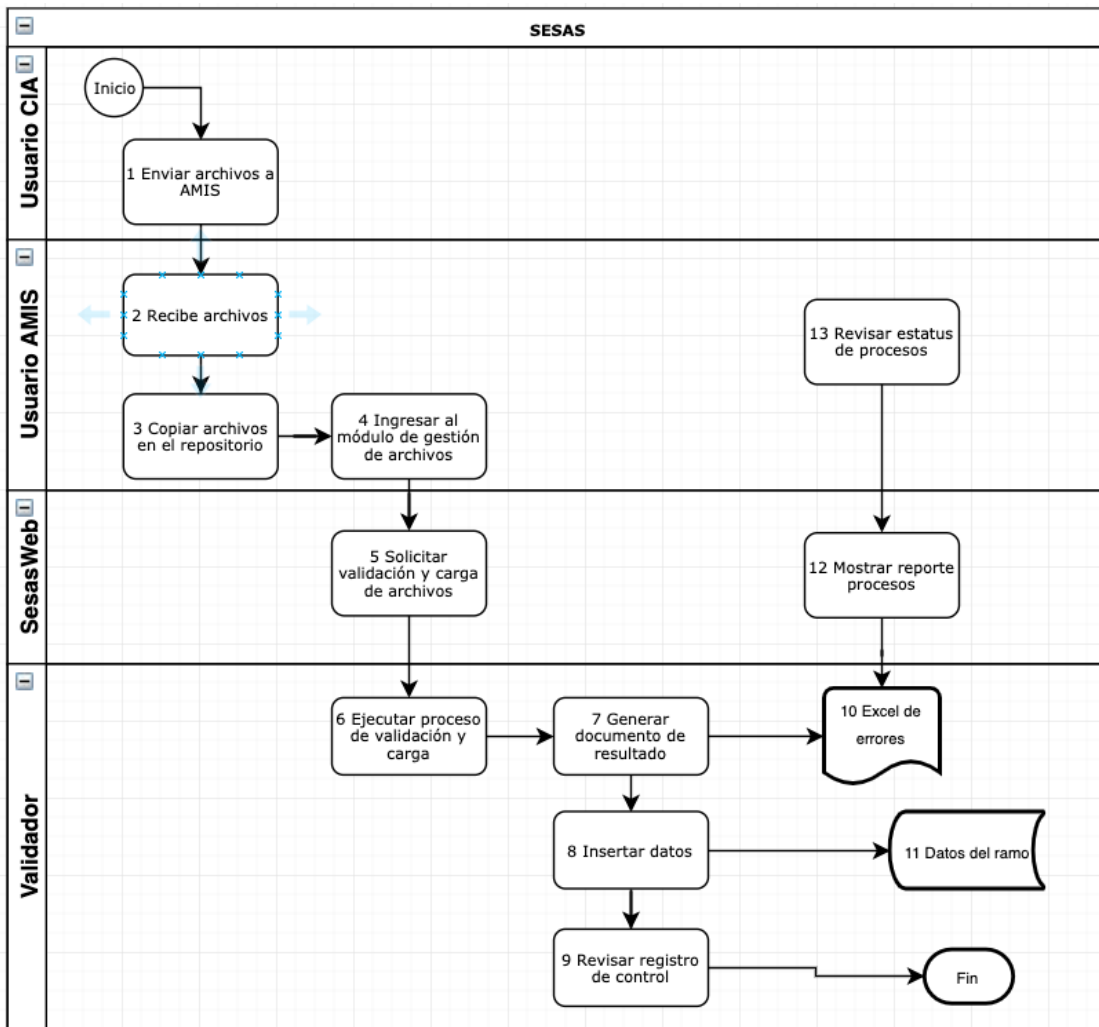 SESAS
Usuario CIA
Inicio
1 Enviar archivos a
AMIS
Usuario AMIS
2 Recibe archivos
13 Revisar estatus
de procesos
3 Copiar archivos
en el repositorio
4 Ingresar al
módulo de gestión
de archivos
SesasWeb
5 Solicitar
validación y carga
de archivos
12 Mostrar reporte
procesos
Validador
6 Ejecutar proceso
de validación y
carga
7 Generar
documento de
resultado
10 Excel de
errores
8 Insertar datos
11 Datos del ramo
9 Revisar registro
de control
Fin